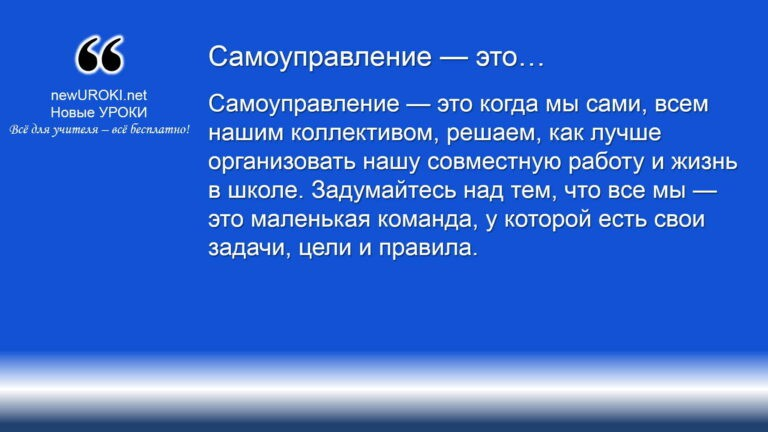 “
newUROKI.net
Новые УРОКИ
Всё для учителя – всё бесплатно!
Самоуправление — это…
Самоуправление — это когда мы сами, всем
нашим коллективом, решаем, как лучше
организовать нашу совместную работу и жизнь
в школе. Задумайтесь над тем, что все мы —
это маленькая команда, у которой есть свои
задачи, цели и правила.